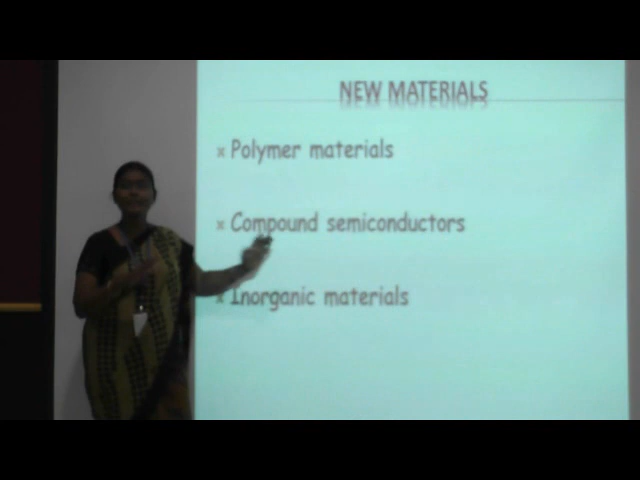 NEW MATERIALS
Polymer materials
Compound semiconductors
Inorganic materials